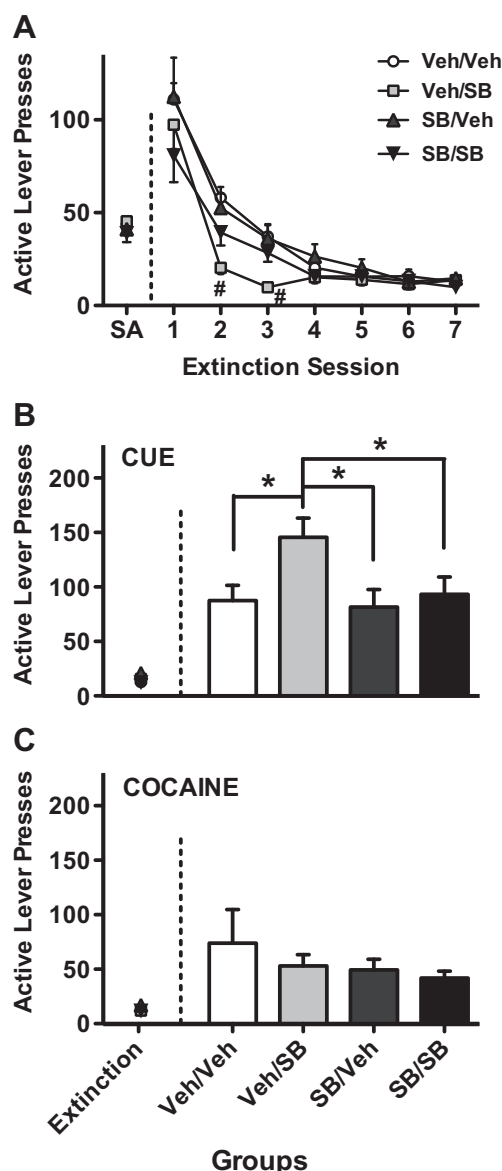 A
Active Lever Presses
100
50
0
Veh/Veh
Veh/SB
SB/Veh
SB/SB
#
#
SA 1 2 3 4 5 6 7
Extinction Session
B
CUE
Active Lever Presses
200
150
100
50
0
*
*
*
C
COCAINE
Active Lever Presses
200
150
100
50
0
Extinction
Veh/Veh
Veh/SB
SB/Veh
SB/SB
Groups